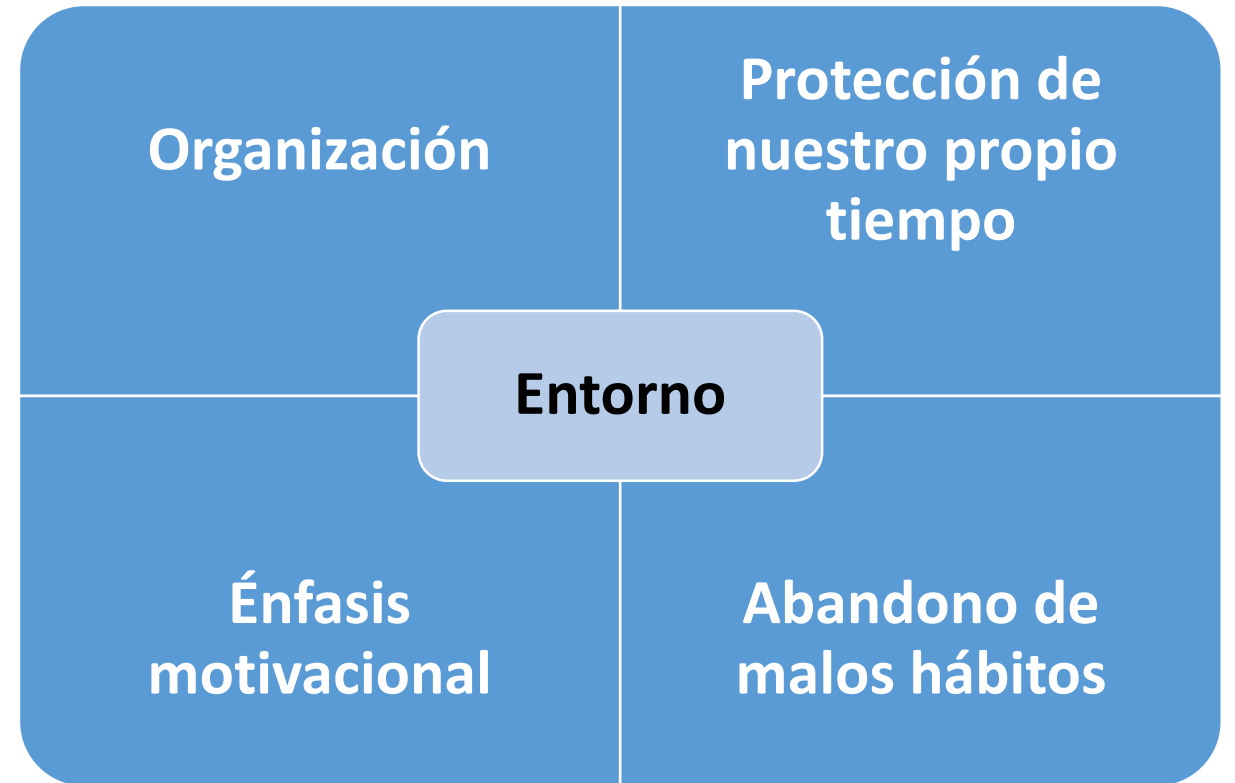 Organización
Protección de
nuestro propio
tiempo
Entorno
Énfasis
motivacional
Abandono de
malos hábitos